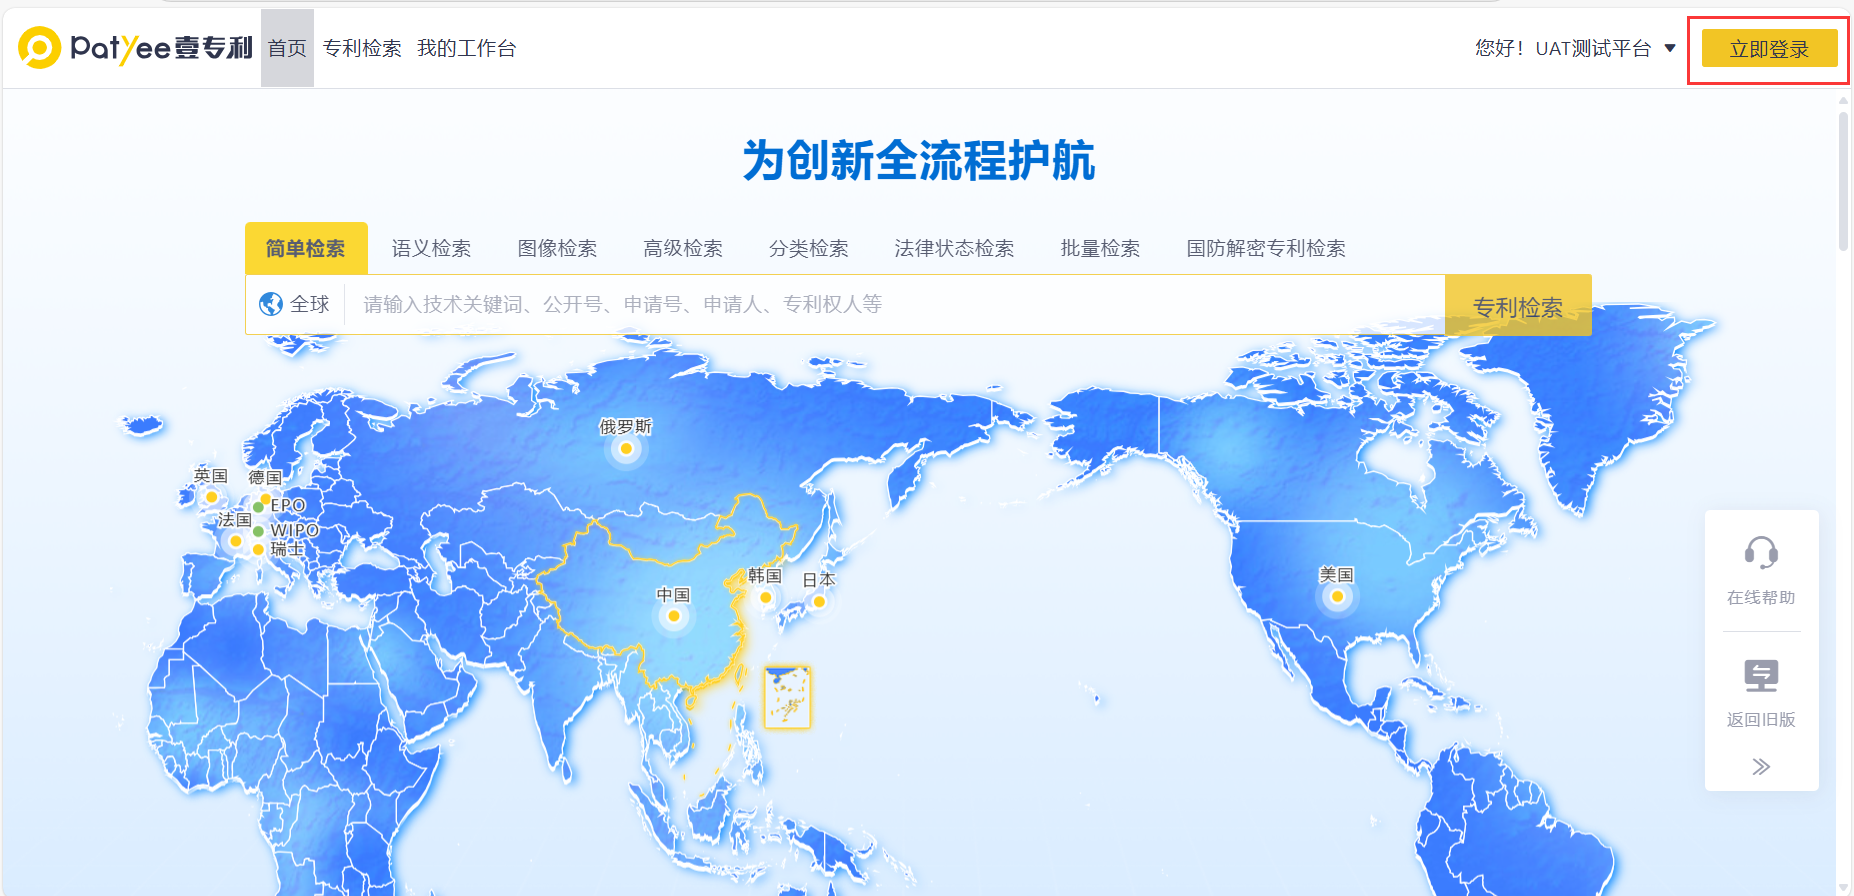 Patyee壹专利 首页 专利检索 我的工作台 您好！UAT测试平台 立即登录
为创新全流程护航
简单检索 语义检索 图像检索 高级检索 分类检索 法律状态检索 批量检索 国防解密专利检索
全球 请输入技术关键词、公开号、申请号、申请人、专利权人等 专利检索
俄罗斯
英国 德国
EPO
法国
WIPO
瑞士
韩国 日本
中国
美国
在线帮助
返回旧版